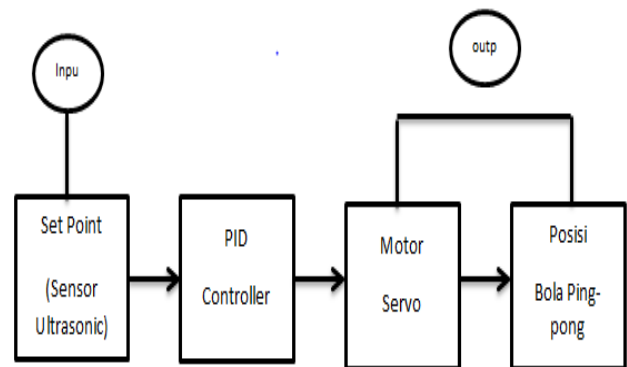 Inpu
outp
Set Point
(Sensor
Ultrasonic)
PID
Controller
Motor
Servo
Posisi
Bola Ping-
pong